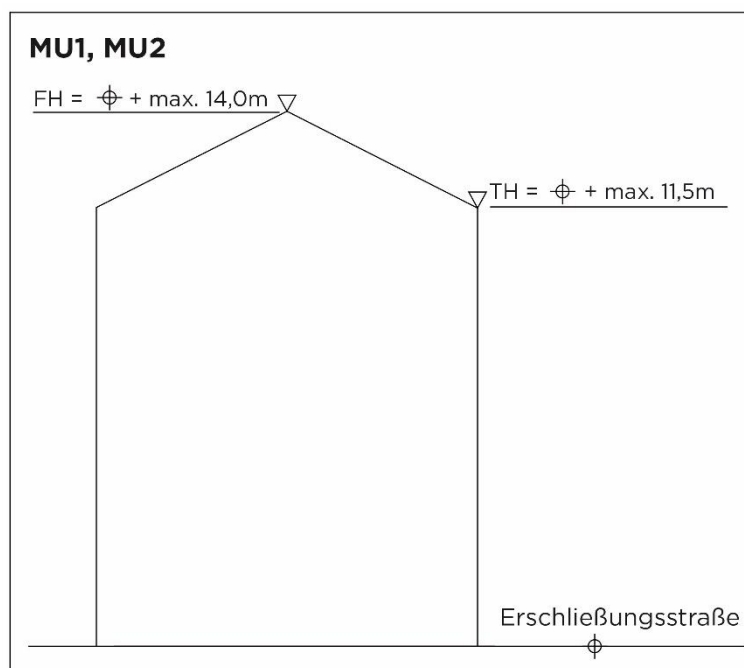 MU1, MU2
FH = ⌖ + max. 14,0m
TH = ⌖ + max. 11,5m
Erschließungsstraße